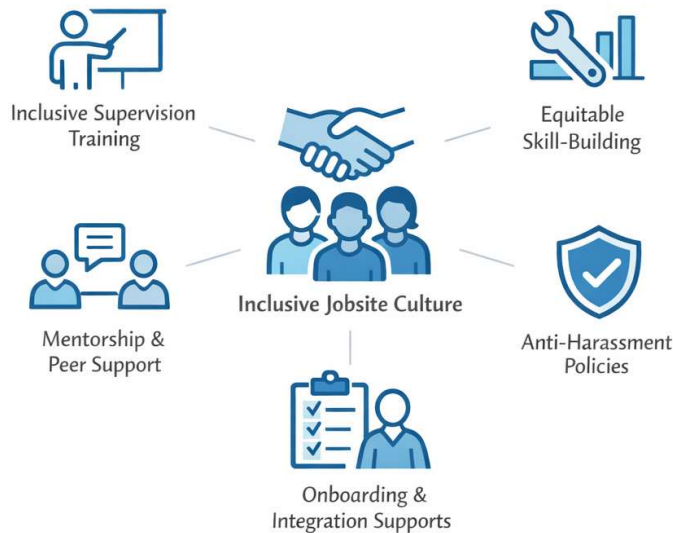 Inclusive Supervision
Training
Equitable
Skill-Building
Inclusive Jobsite Culture
Mentorship &
Peer Support
Anti-Harassment
Policies
Onboarding &
Integration Supports